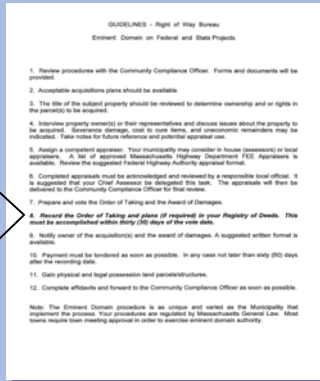 GUIDELINES - Right of Way Bureau
Eminent Domain on Federal and State Projects
1. Review procedures with the Community Compliance Officer. Forms and documents will be
provided.
2. Acceptable acquisitions plans should be available.
3. The title of the subject property should be reviewed to determine ownership and or rights in
the parcel(s) to be acquired.
4. Interview property owner(s) or their representatives and discuss issues about the property to
be acquired. Severance damage, cost to cure items, and uneconomic remainders may be
indicated. Take notes for future reference and potential appraisal use.
5. Assign a competent appraiser. Your municipality may consider in house (assessors) or local
appraisers. A list of approved Massachusetts Highway Department FEE Appraisers is
available. Review the suggested Federal Highway Authority appraisal format.
6. Completed appraisals must be acknowledged and reviewed by a responsible local official. It
is suggested that your Chief Assessor be delegated this task. The appraisals will then be
delivered to the Community Compliance Officer for final review.
7. Prepare and vote the Order of Taking and the Award of Damages.
8. Record the Order of Taking and plans (if required) in your Registry of Deeds. This
must be accomplished within thirty (30) days of the vote date.
9. Notify owner of the acquisition(s) and the award of damages. A suggested written format is
available.
10. Payment must be tendered as soon as possible. In any case not later than sixty (60) days
after the recording date.
11. Gain physical and legal possession land parcels/structures.
12. Complete affidavits and forward to the Community Compliance Officer as soon as possible.
Note: The Eminent Domain procedure is as unique and varied as the Municipality that
implement the process. Your procedures are regulated by Massachusetts General Law. Most
towns require town meeting approval in order to exercise eminent domain authority.